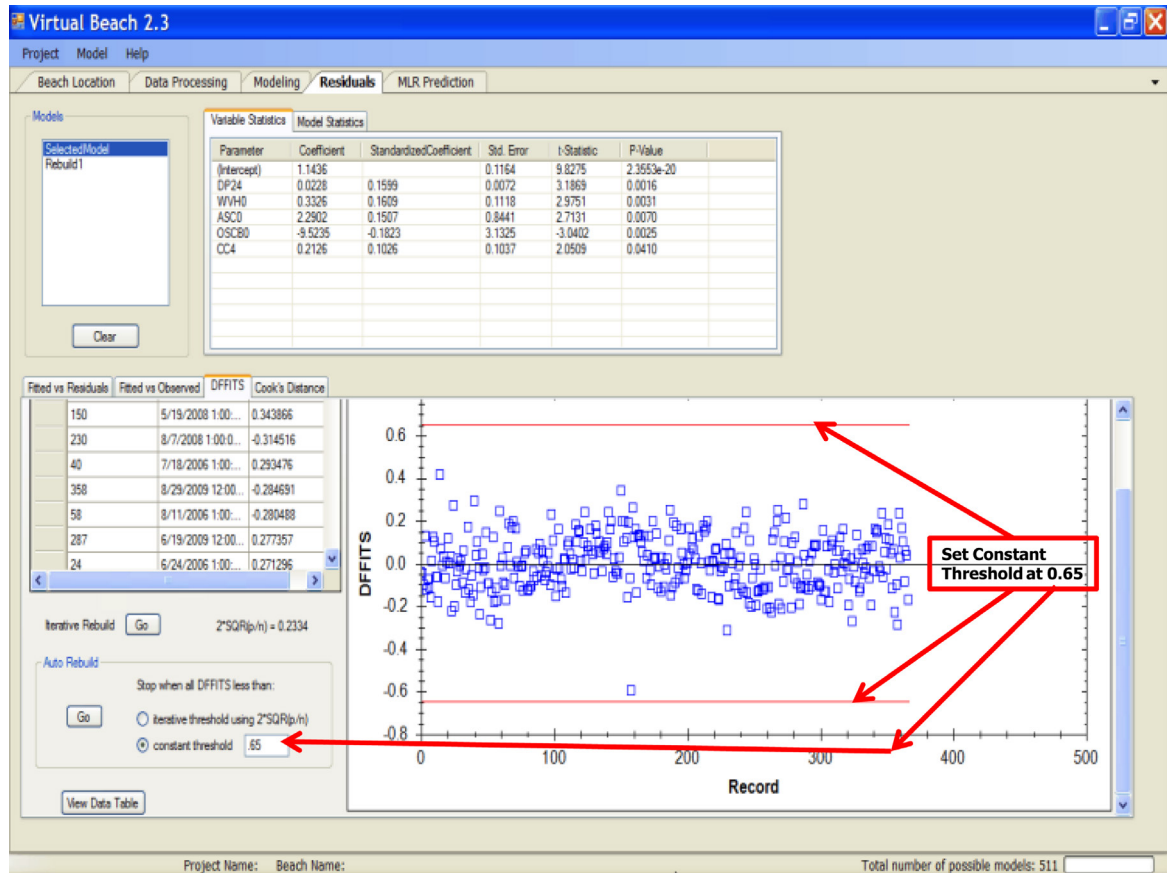 Virtual Beach 2.3
Project Model Help
Beach Location Data Processing Modeling Residuals MLR Prediction
Models
SelectedModel
Rebuild1
Clear
Variable Statistics Model Statistics
Parameter Coefficient StandardizedCoefficient Std. Error t-Statistic P-Value
(Intercept) 1.1436 0.1164 9.8275 2.3553e-20
DP24 0.0228 0.1599 0.0072 3.1869 0.0016
WVH0 0.3326 0.1609 0.1118 2.9751 0.0031
ASC0 2.2902 0.1507 0.8441 2.7131 0.0070
OSCB0 -9.5235 -0.1823 3.1325 -3.0402 0.0025
CC4 0.2126 0.1026 0.1037 2.0509 0.0410
Fitted vs Residuals Fitted vs Observed DFFITS Cook's Distance
150 5/19/2008 1:00:... 0.343866
230 8/7/2008 1:00:0... -0.314516
40 7/18/2006 1:00:... 0.293476
358 8/29/2009 12:00... -0.284691
58 8/11/2006 1:00:... -0.280488
287 6/19/2009 12:00... 0.277357
24 6/24/2006 1:00:... 0.271296
Iterative Rebuild Go 2*SQR(p/n) = 0.2334
Auto Rebuild
Stop when all DFFITS less than:
Go
iterative threshold using 2*SQR(p/n)
constant threshold .65
View Data Table
DFFITS
0.6
0.4
0.2
0.0
-0.2
-0.4
-0.6
-0.8
0 100 200 300 400 500
Record
Set Constant
Threshold at 0.65
Project Name: Beach Name:
Total number of possible models: 511